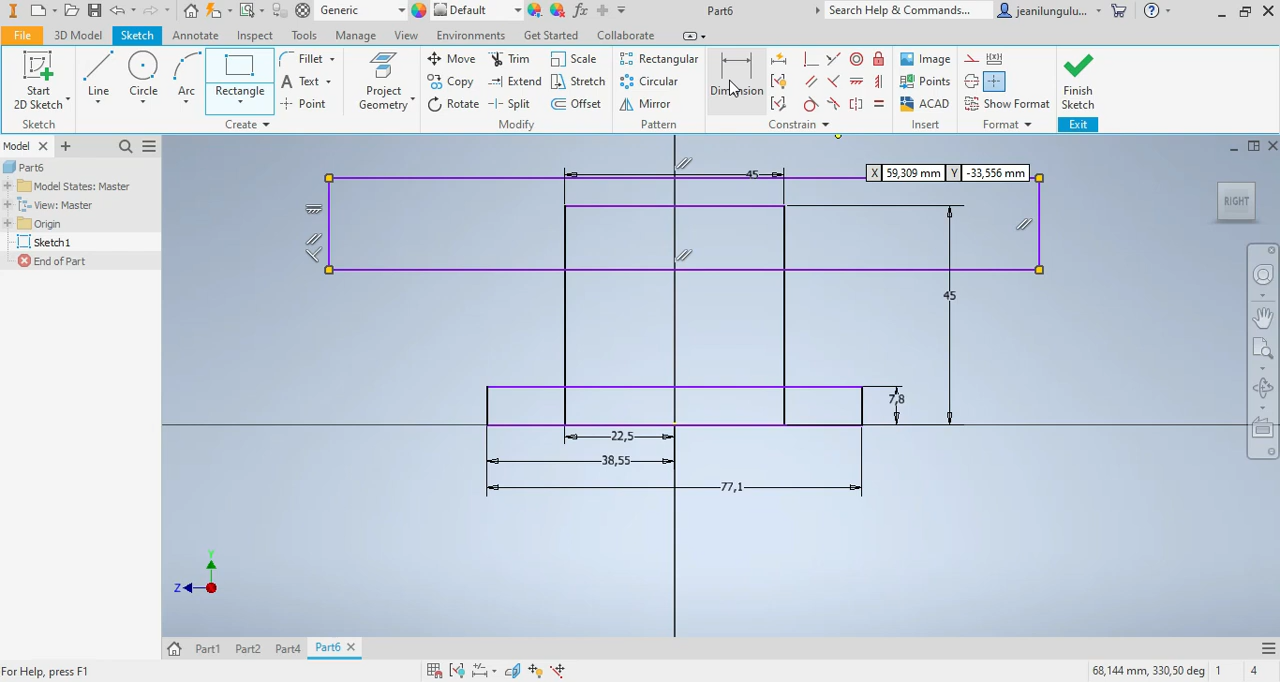 Generic
Default
Part6
Search Help & Commands...
jeanilungulu...
File
3D Model
Sketch
Annotate
Inspect
Tools
Manage
View
Environments
Get Started
Collaborate
Start
2D Sketch
Line
Circle
Arc
Rectangle
Fillet
Text
Point
Project
Geometry
Move
Copy
Rotate
Trim
Extend
Split
Scale
Stretch
Offset
Rectangular
Circular
Mirror
Dimension
Image
Points
ACAD
Show Format
Finish
Sketch
Sketch
Create
Modify
Pattern
Constrain
Insert
Format
Exit
Model
Part6
Model States: Master
View: Master
Origin
Sketch1
End of Part
45
X 59,309 mm Y -33,556 mm
RIGHT
45
7,8
22,5
38,55
77,1
Y
Z
Part1
Part2
Part4
Part6
For Help, press F1
68,144 mm, 330,50 deg
1
4